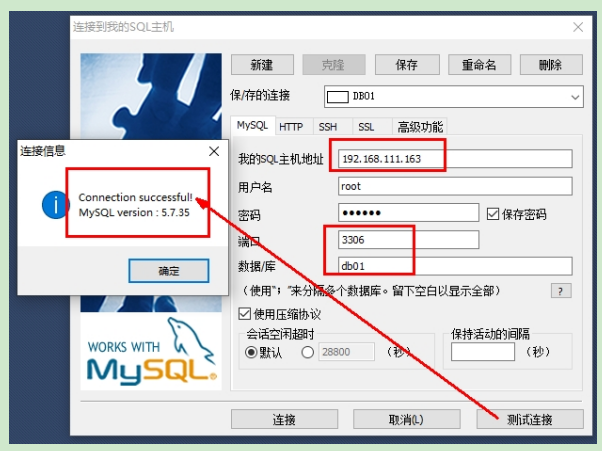 连接到我的SQL主机
新建 克隆 保存 重命名 删除
保/存的连接 DB01
MySQL HTTP SSH SSL 高级功能
我的SQL主机地址 192.168.111.163
用户名 root
密码 ●●●●●● 保存密码
端口 3306
数据/库 db01
(使用";"来分隔多个数据库。留下空白以显示全部) ?
使用压缩协议
会话空闲超时
默认 28800 (秒)
保持活动的间隔
(秒)
连接 取消(L) 测试连接
连接信息
Connection successful!
MySQL version : 5.7.35
确定
WORKS WITH
MySQL